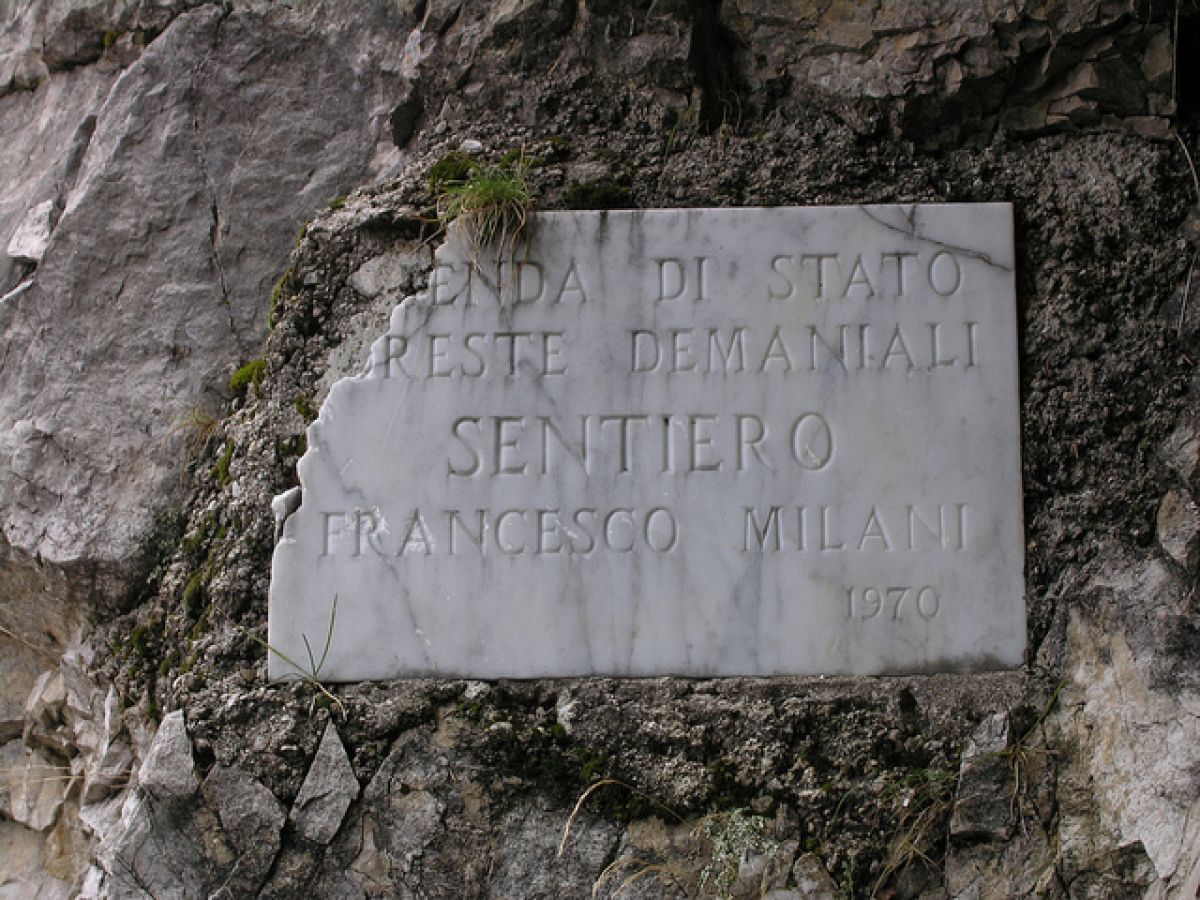 ENDA DI STATO
RESTE DEMANIALI
SENTIERO
FRANCESCO MILANI
1970